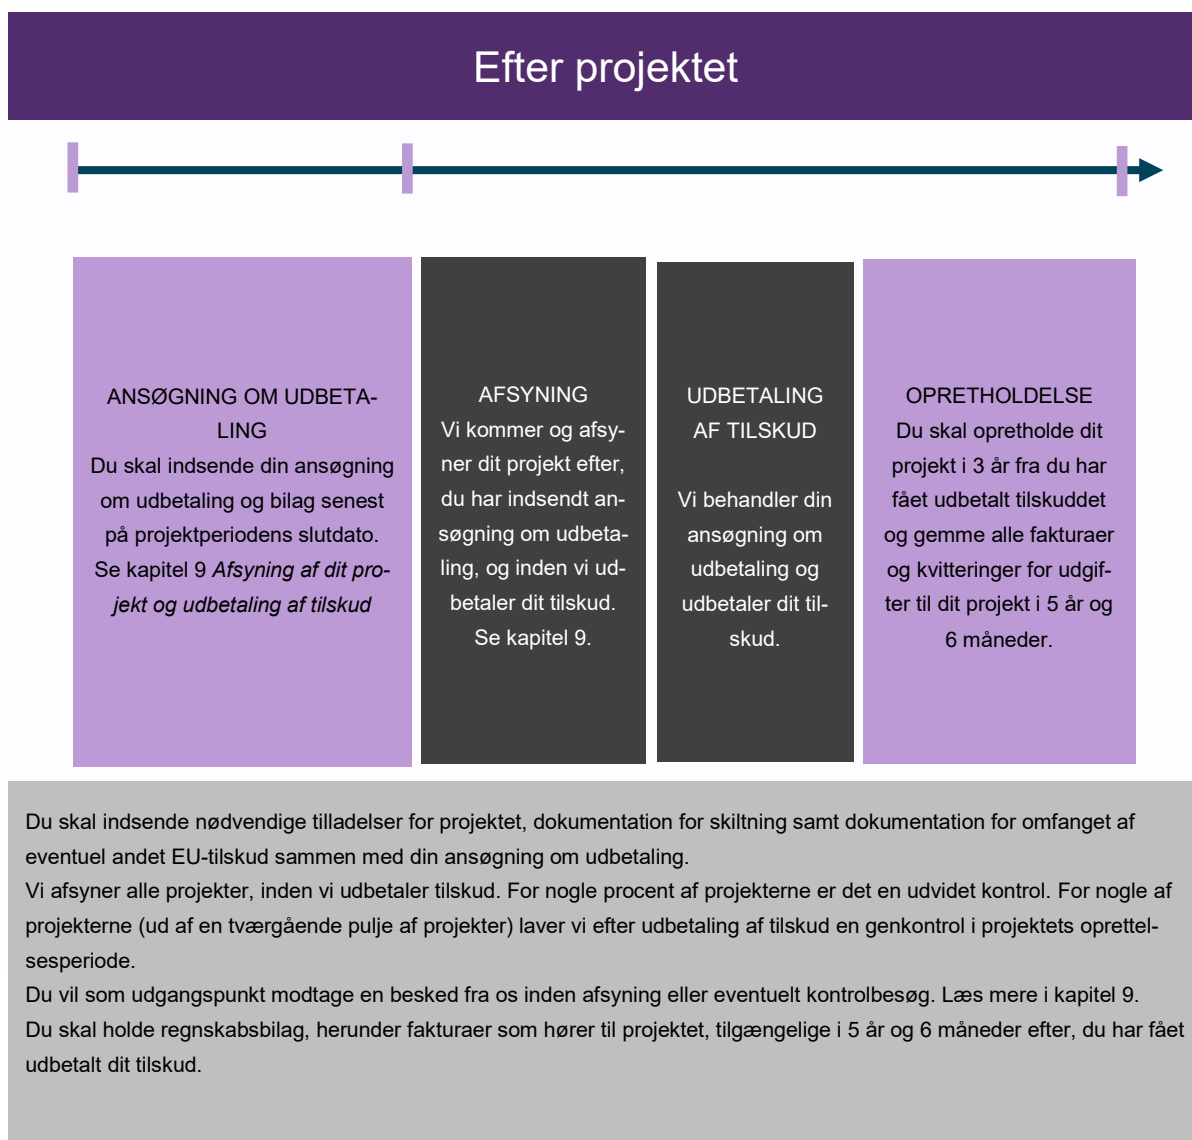 Efter projektet
ANSØGNING OM UDBETA-
LING
Du skal indsende din ansøgning
om udbetaling og bilag senest
på projektperiodens slutdato.
Se kapitel 9 Afsyning af dit pro-
jekt og udbetaling af tilskud
AFSYNING
Vi kommer og afsy-
ner dit projekt efter,
du har indsendt an-
søgning om udbeta-
ling, og inden vi ud-
betaler dit tilskud.
Se kapitel 9.
UDBETALING
AF TILSKUD
Vi behandler din
ansøgning om
udbetaling og
udbetaler dit til-
skud.
OPRETHOLDELSE
Du skal opretholde dit
projekt i 3 år fra du har
fået udbetalt tilskuddet
og gemme alle fakturaer
og kvitteringer for udgif-
ter til dit projekt i 5 år og
6 måneder.
Du skal indsende nødvendige tilladelser for projektet, dokumentation for skiltning samt dokumentation for omfanget af
eventuel andet EU-tilskud sammen med din ansøgning om udbetaling.
Vi afsyner alle projekter, inden vi udbetaler tilskud. For nogle procent af projekterne er det en udvidet kontrol. For nogle af
projekterne (ud af en tværgående pulje af projekter) laver vi efter udbetaling af tilskud en genkontrol i projektets oprettel-
sesperiode.
Du vil som udgangspunkt modtage en besked fra os inden afsyning eller eventuelt kontrolbesøg. Læs mere i kapitel 9.
Du skal holde regnskabsbilag, herunder fakturaer som hører til projektet, tilgængelige i 5 år og 6 måneder efter, du har fået
udbetalt dit tilskud.